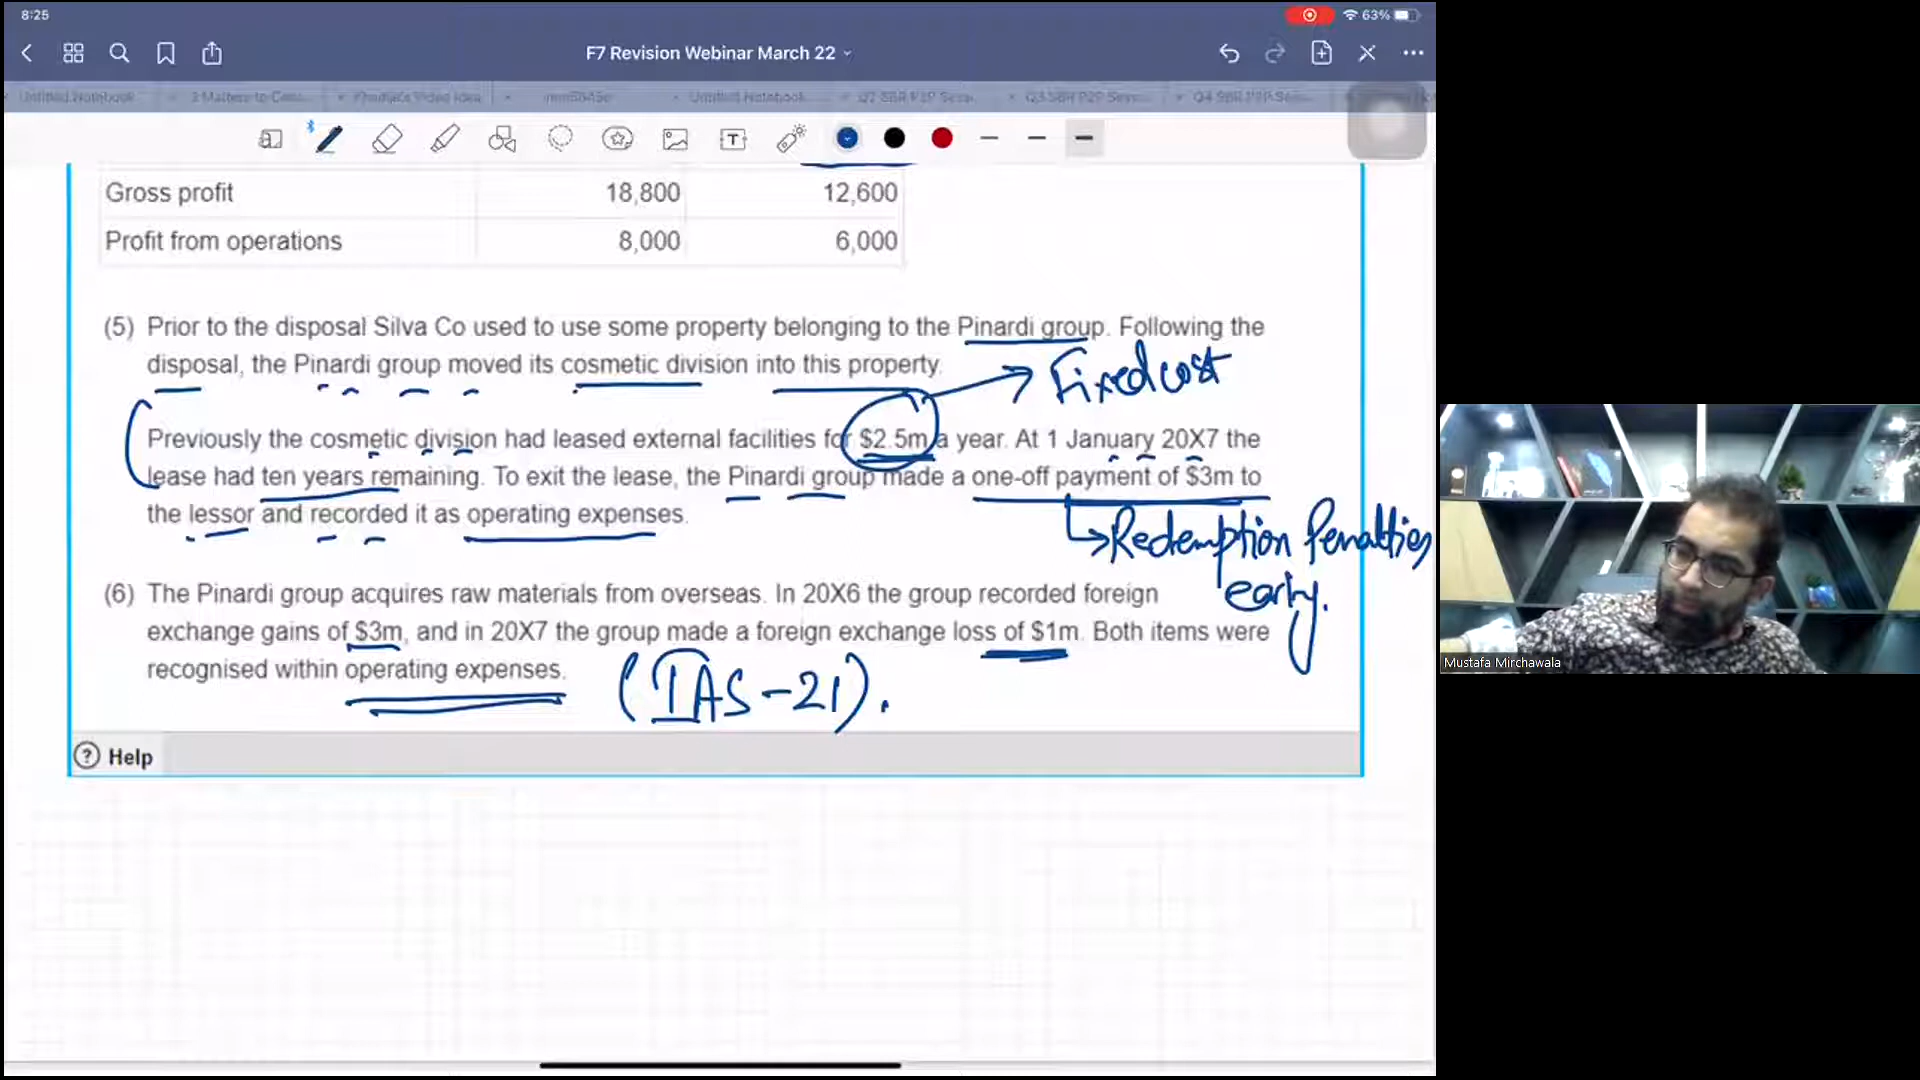 8:25
63%
F7 Revision Webinar March 22
Untitled Notebook
Untitled Notebook
Gross profit 18,800 12,600
Profit from operations 8,000 6,000
(5) Prior to the disposal Silva Co used to use some property belonging to the Pinardi group. Following the
disposal, the Pinardi group moved its cosmetic division into this property.
Fixed cost
Previously the cosmetic division had leased external facilities for $2.5m a year. At 1 January 20X7 the
lease had ten years remaining. To exit the lease, the Pinardi group made a one-off payment of $3m to
the lessor and recorded it as operating expenses.
Redemption Penalties
early.
(6) The Pinardi group acquires raw materials from overseas. In 20X6 the group recorded foreign
exchange gains of $3m, and in 20X7 the group made a foreign exchange loss of $1m. Both items were
recognised within operating expenses.
(IAS-21).
? Help
Mustafa Mirchawala